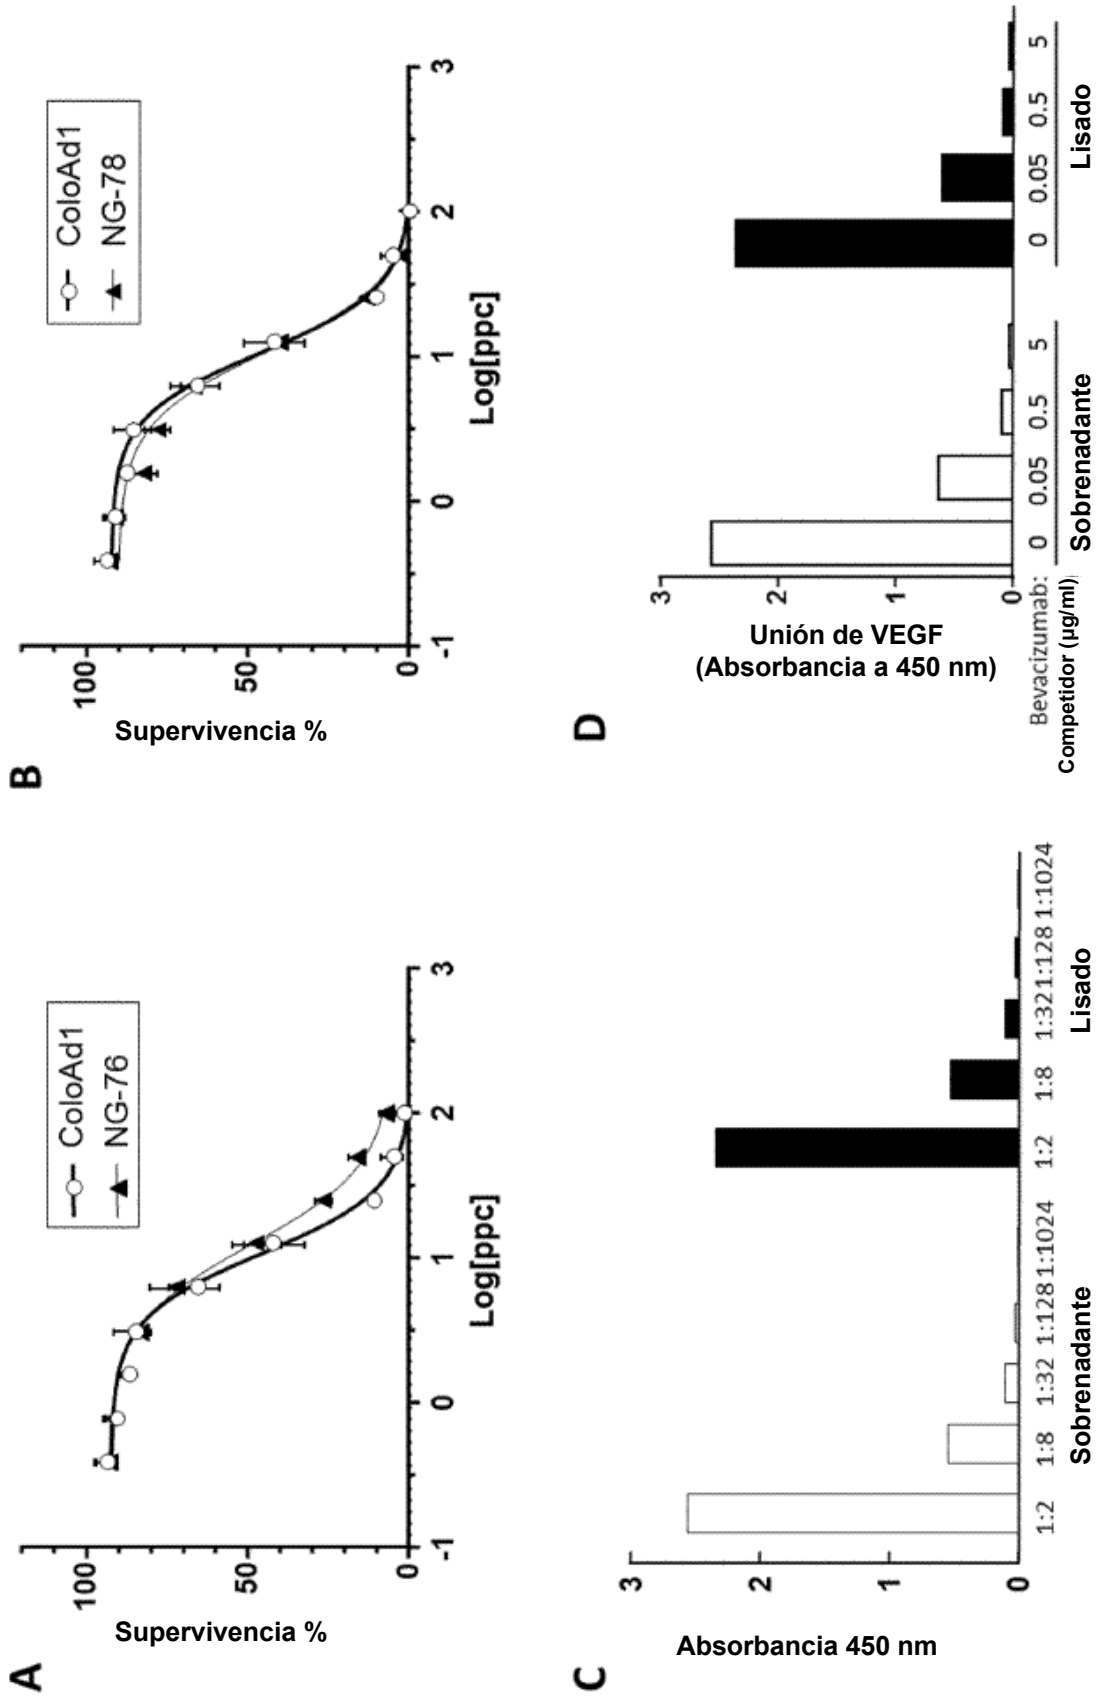 A
Supervivencia %
100
50
0
-1
0
1
2
3
Log[ppc]
ColoAd1
NG-76
B
Supervivencia %
100
50
0
-1
0
1
2
3
Log[ppc]
ColoAd1
NG-78
C
Absorbancia 450 nm
3
2
1
0
1:2 1:8 1:32 1:128 1:1024
Sobrenadante
1:2 1:8 1:32 1:128 1:1024
Lisado
D
Unión de VEGF
(Absorbancia a 450 nm)
3
2
1
0
Bevacizumab: 0 0.05 0.5 5 0 0.05 0.5 5
Competidor (µg/ml) Sobrenadante Lisado